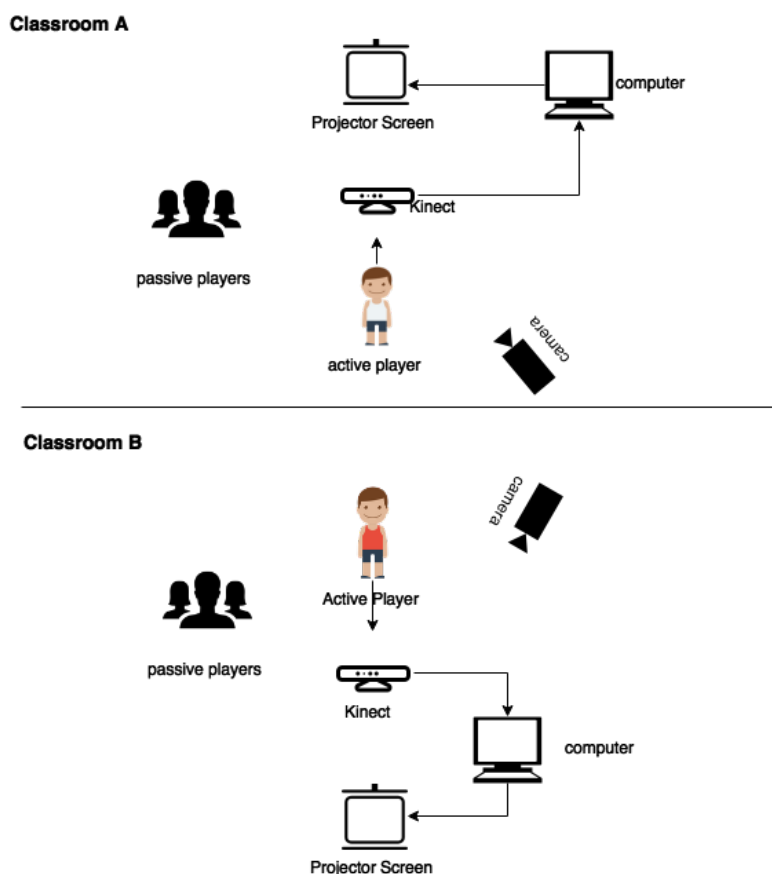 Classroom A
computer
Projector Screen
Kinect
passive players
camera
active player
Classroom B
camera
Active Player
passive players
Kinect
computer
Projector Screen